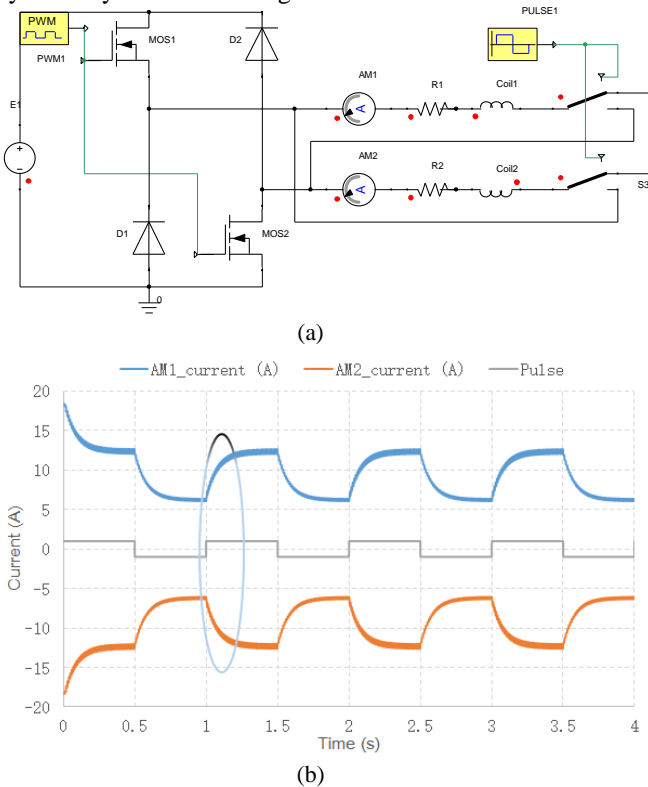 PWM
PULSE1
MOS1
D2
PWM1
AM1
R1
Coil1
E1
A
AM2
R2
Coil2
A
S3
D1
MOS2
0
(a)
AM1_current (A) AM2_current (A) Pulse
20
15
10
5
0
-5
-10
-15
-20
Current (A)
0 0.5 1 1.5 2 2.5 3 3.5 4
Time (s)
(b)